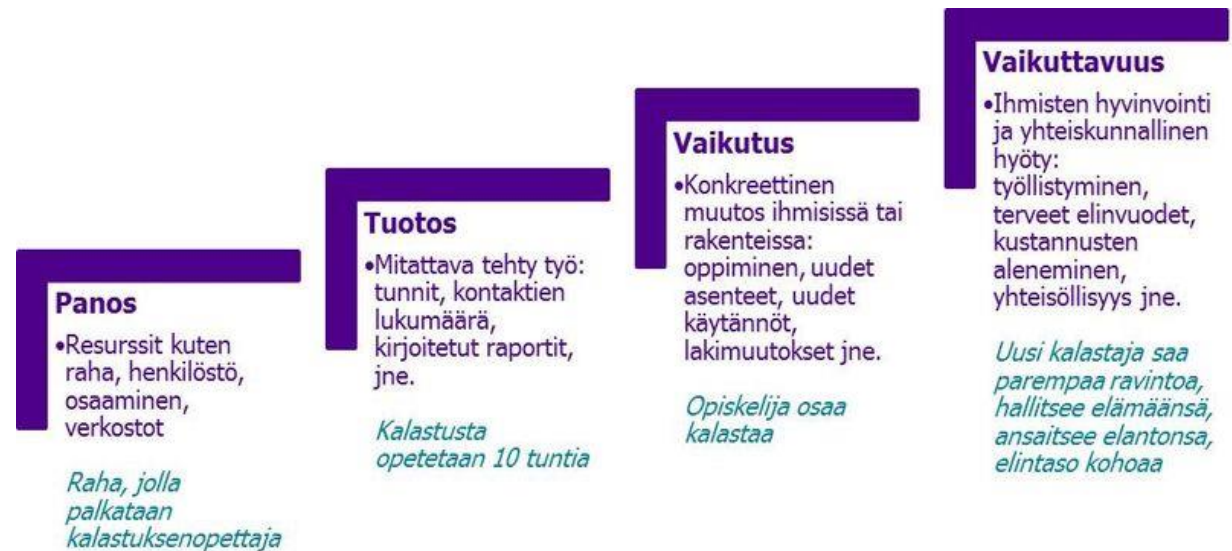 Panos
•Resurssit kuten
raha, henkilöstö,
osaaminen,
verkostot
Raha, jolla
palkataan
kalastuksenopettaja
Tuotos
•Mitattava tehty työ:
tunnit, kontaktien
lukumäärä,
kirjoitetut raportit,
jne.
Kalastusta
opetetaan 10 tuntia
Vaikutus
•Konkreettinen
muutos ihmisissä tai
rakenteissa:
oppiminen, uudet
asenteet, uudet
käytännöt,
lakimuutokset jne.
Opiskelija osaa
kalastaa
Vaikuttavuus
•Ihmisten hyvinvointi
ja yhteiskunnallinen
hyöty:
työllistyminen,
terveet elinvuodet,
kustannusten
aleneminen,
yhteisöllisyys jne.
Uusi kalastaja saa
parempaa ravintoa,
hallitsee elämäänsä,
ansaitsee elantonsa,
elintaso kohoaa